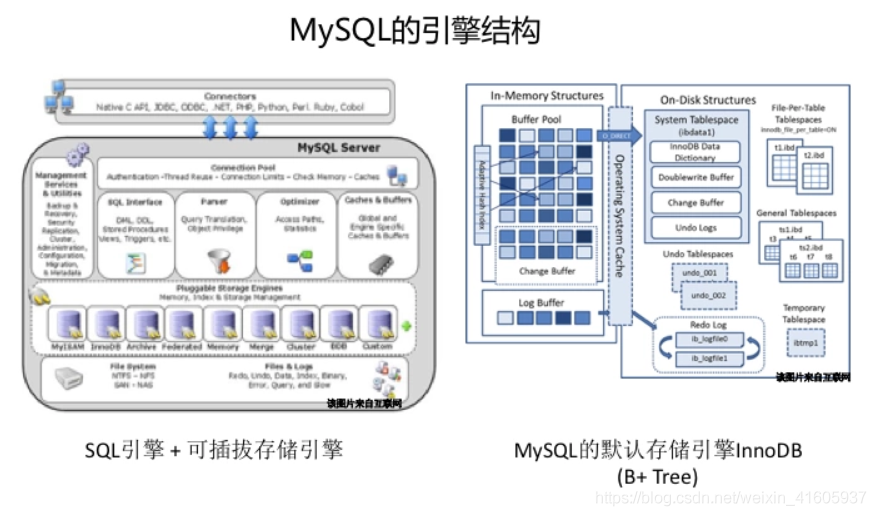 MySQL的引擎结构
Connectors
Native C API, JDBC, ODBC, .NET, PHP, Python, Perl, Ruby, Cobol
MySQL Server
Connection Pool
Authentication -Thread Reuse - Connection Limits - Check Memory - Caches
Management
Services
& Utilities
Backup &
Recovery,
Security
Replication,
Cluster,
Administration,
Configuration,
Migration,
& Metadata
SQL Interface
DML, DDL,
Stored Procedures
Views, Triggers, etc.
Parser
Query Translation,
Object Privilege
Optimizer
Access Paths,
Statistics
Caches & Buffers
Global and
Engine Specific
Caches & Buffers
Pluggable Storage Engines
Memory, Index & Storage Management
MyISAM
InnoDB
Archive
Federated
Memory
Merge
Cluster
BDB
Custom
File System
NTFS - NFS
SAN - NAS
Files & Logs
Redo, Undo, Data, Index, Binary,
Error, Query, and Slow
该图片来自互联网
SQL引擎 + 可插拔存储引擎
In-Memory Structures
Buffer Pool
Adaptive Hash Index
Change Buffer
Log Buffer
O_DIRECT
Operating System Cache
On-Disk Structures
System Tablespace
(ibdata1)
InnoDB Data
Dictionary
Doublewrite Buffer
Change Buffer
Undo Logs
File-Per-Table
Tablespaces
innodb_file_per_table=ON
t1.ibd
t2.ibd
General Tablespaces
ts1.ibd
ts2.ibd
t6 t7 t8
Undo Tablespaces
undo_001
undo_002
Temporary
Tablespace
ibtmp1
Redo Log
ib_logfile0
ib_logfile1
该图片来自互联网
MySQL的默认存储引擎InnoDB
(B+ Tree)
https://blog.csdn.net/weixin_41605937